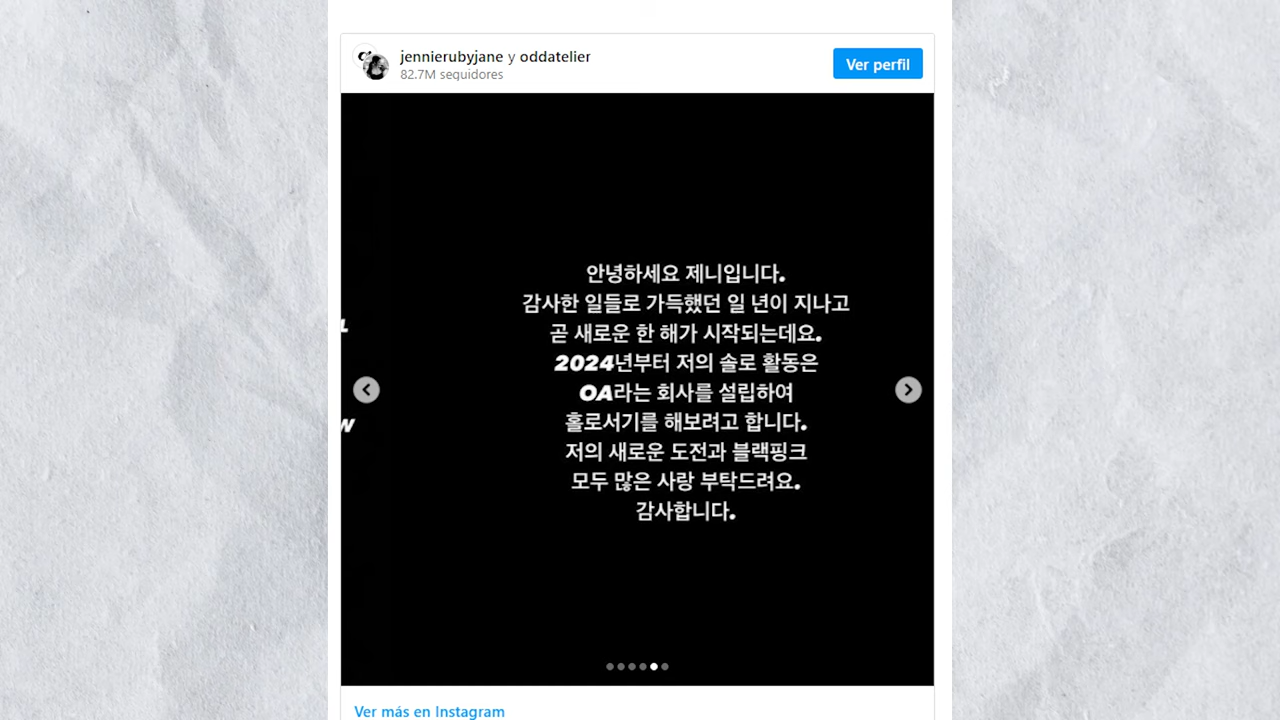 jennierubyjane y oddatelier
82.7M seguidores
Ver perfil
안녕하세요 제니입니다.
감사한 일들로 가득했던 일 년이 지나고
곧 새로운 한 해가 시작되는데요.
2024년부터 저의 솔로 활동은
OA라는 회사를 설립하여
홀로서기를 해보려고 합니다.
저의 새로운 도전과 블랙핑크
모두 많은 사랑 부탁드려요.
감사합니다.
Ver más en Instagram